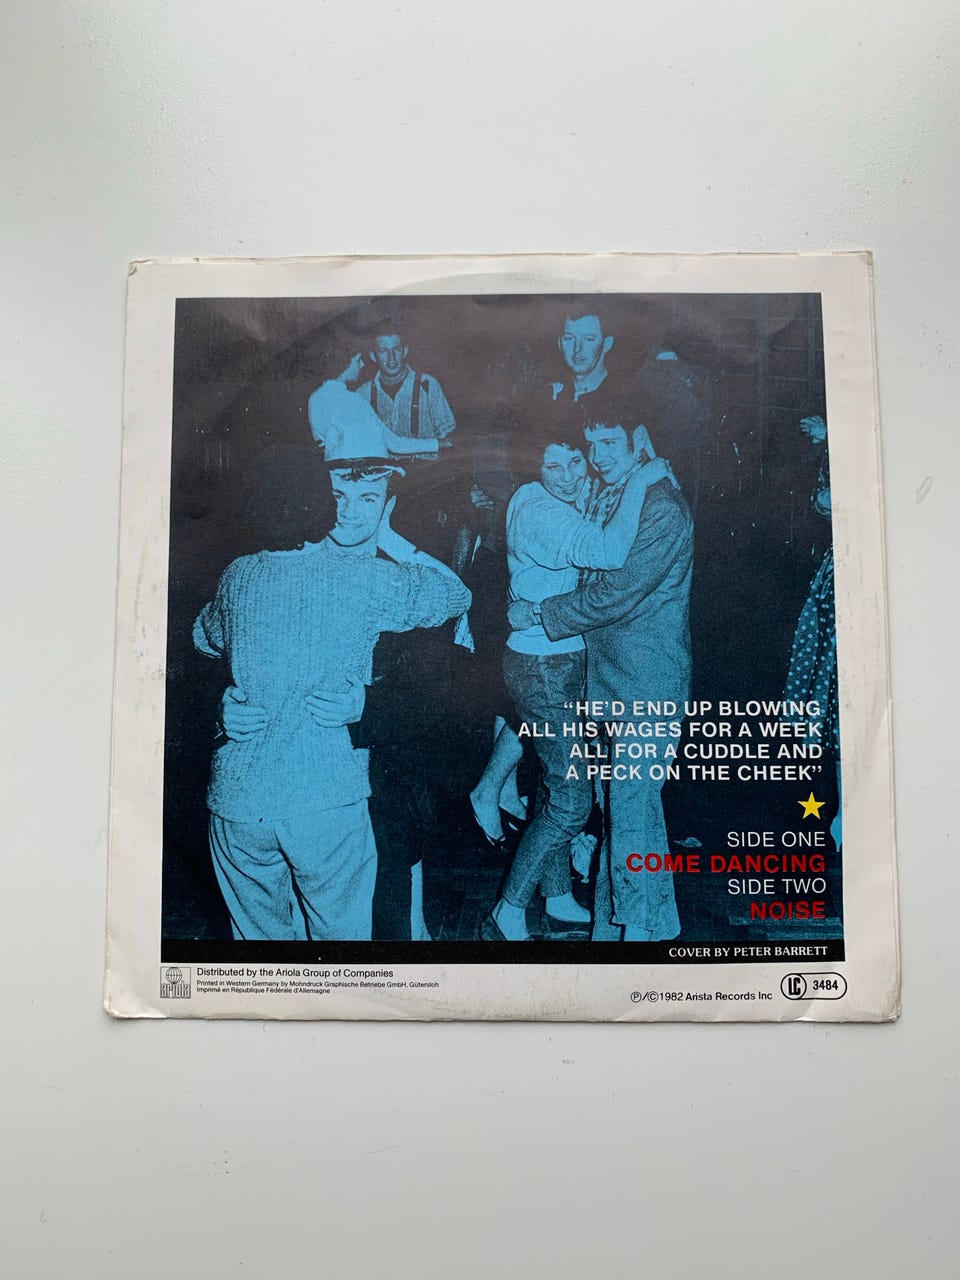 “HE’D END UP BLOWING
ALL HIS WAGES FOR A WEEK
ALL FOR A CUDDLE AND
A PECK ON THE CHEEK”
SIDE ONE
COME DANCING
SIDE TWO
NOISE
COVER BY PETER BARRETT
ariola
Distributed by the Ariola Group of Companies
Printed in Western Germany by Mohndruck Graphische Betriebe GmbH, Gütersloh
Imprimé en République Fédérale d'Allemagne
℗/©1982 Arista Records Inc
LC 3484